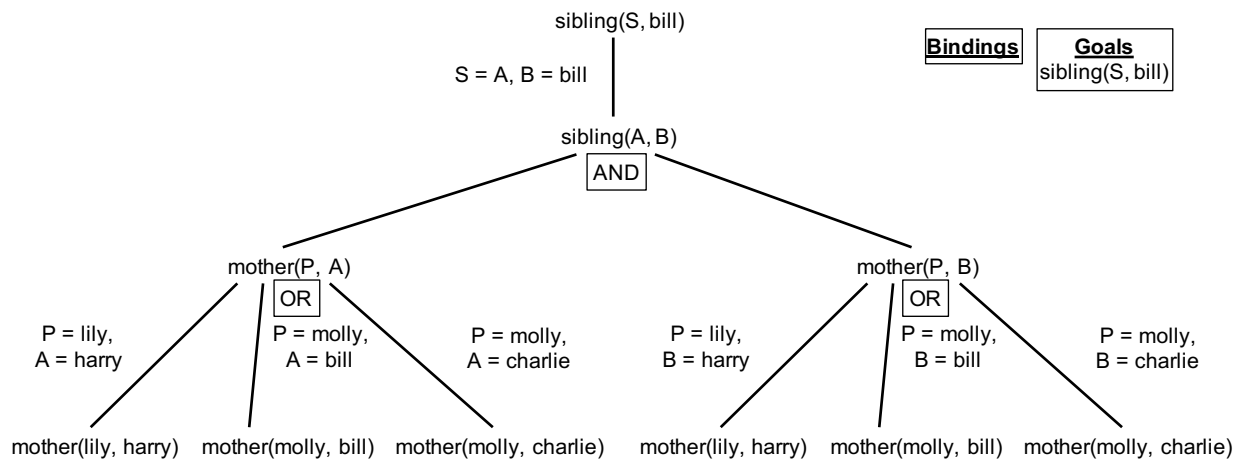 sibling(S, bill)
Bindings
Goals
sibling(S, bill)
S = A, B = bill
sibling(A, B)
AND
mother(P, A)
mother(P, B)
OR
OR
P = lily,
A = harry
P = molly,
A = bill
P = molly,
A = charlie
P = lily,
B = harry
P = molly,
B = bill
P = molly,
B = charlie
mother(lily, harry)
mother(molly, bill)
mother(molly, charlie)
mother(lily, harry)
mother(molly, bill)
mother(molly, charlie)